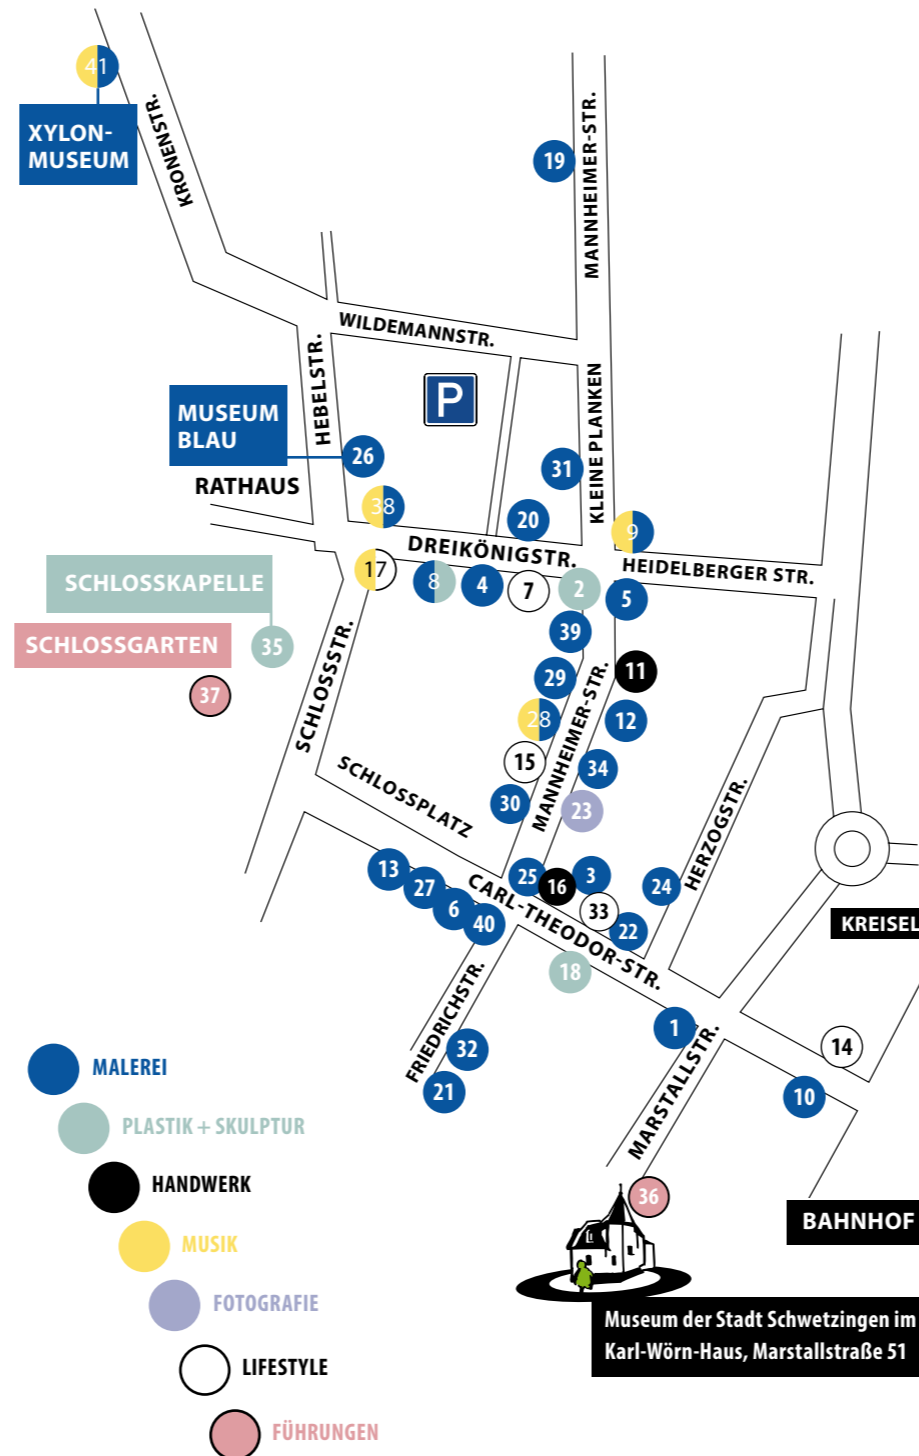 41
XYLON-
MUSEUM
KRONENSTR.
19
MANNHEIMER-STR.
WILDEMANNSTR.
HEBELSTR.
P
KLEINE PLANKEN
MUSEUM
BLAU
26
31
RATHAUS
38
20
9
DREIKÖNIGSTR.
HEIDELBERGER STR.
17
8
4
7
2
5
SCHLOSSKAPELLE
SCHLOSSGARTEN
35
37
SCHLOSSSTR.
39
11
29
28
12
MANNHEIMER-STR.
15
34
30
23
SCHLOSSPLATZ
HERZOGSTR.
13
27
6
40
25
16
3
33
24
22
CARL-THEODOR-STR.
KREISEL
18
FRIEDRICHSTR.
32
21
1
14
10
MARSTALLSTR.
36
BAHNHOF
Museum der Stadt Schwetzingen im
Karl-Wörn-Haus, Marstallstraße 51
MALEREI
PLASTIK + SKULPTUR
HANDWERK
MUSIK
FOTOGRAFIE
LIFESTYLE
FÜHRUNGEN